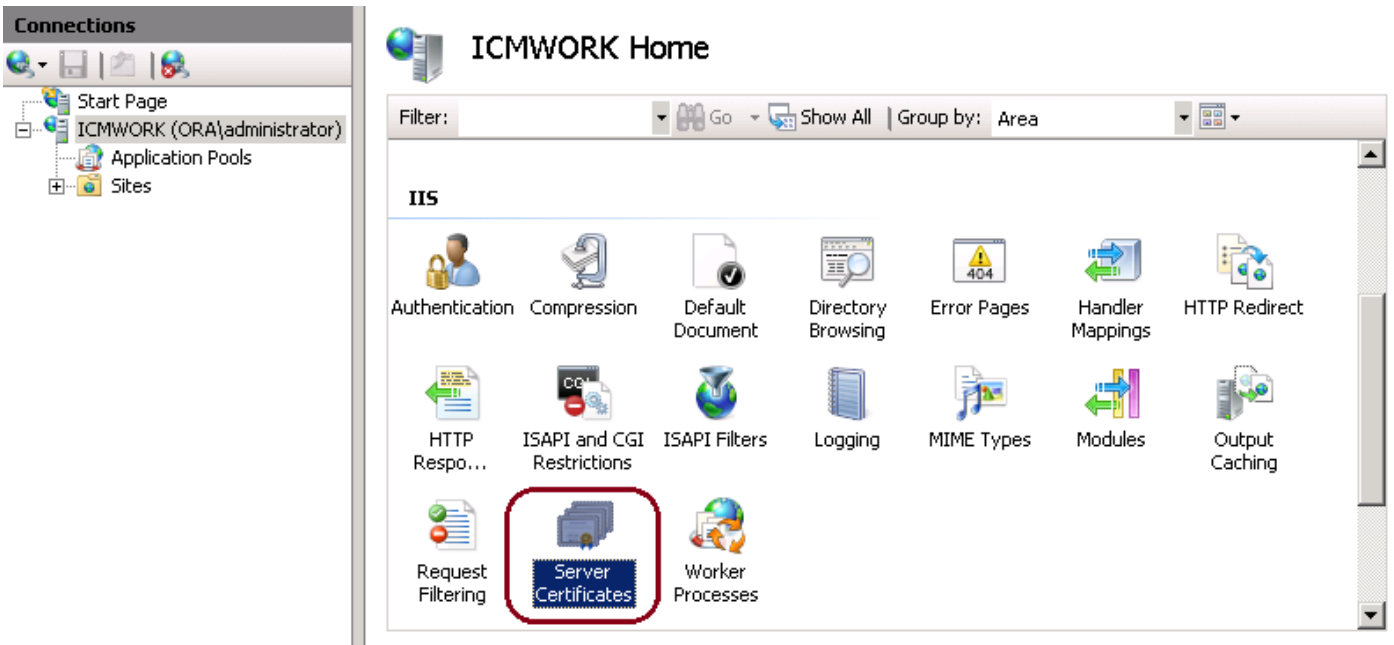 Connections
Start Page
ICMWORK (ORA\administrator)
Application Pools
Sites
ICMWORK Home
Filter:
Go
Show All
Group by: Area
IIS
Authentication
Compression
Default
Document
Directory
Browsing
404
Error Pages
Handler
Mappings
HTTP Redirect
HTTP
Respo...
CGI
ISAPI and CGI
Restrictions
ISAPI Filters
Logging
MIME Types
Modules
Output
Caching
Request
Filtering
Server
Certificates
Worker
Processes